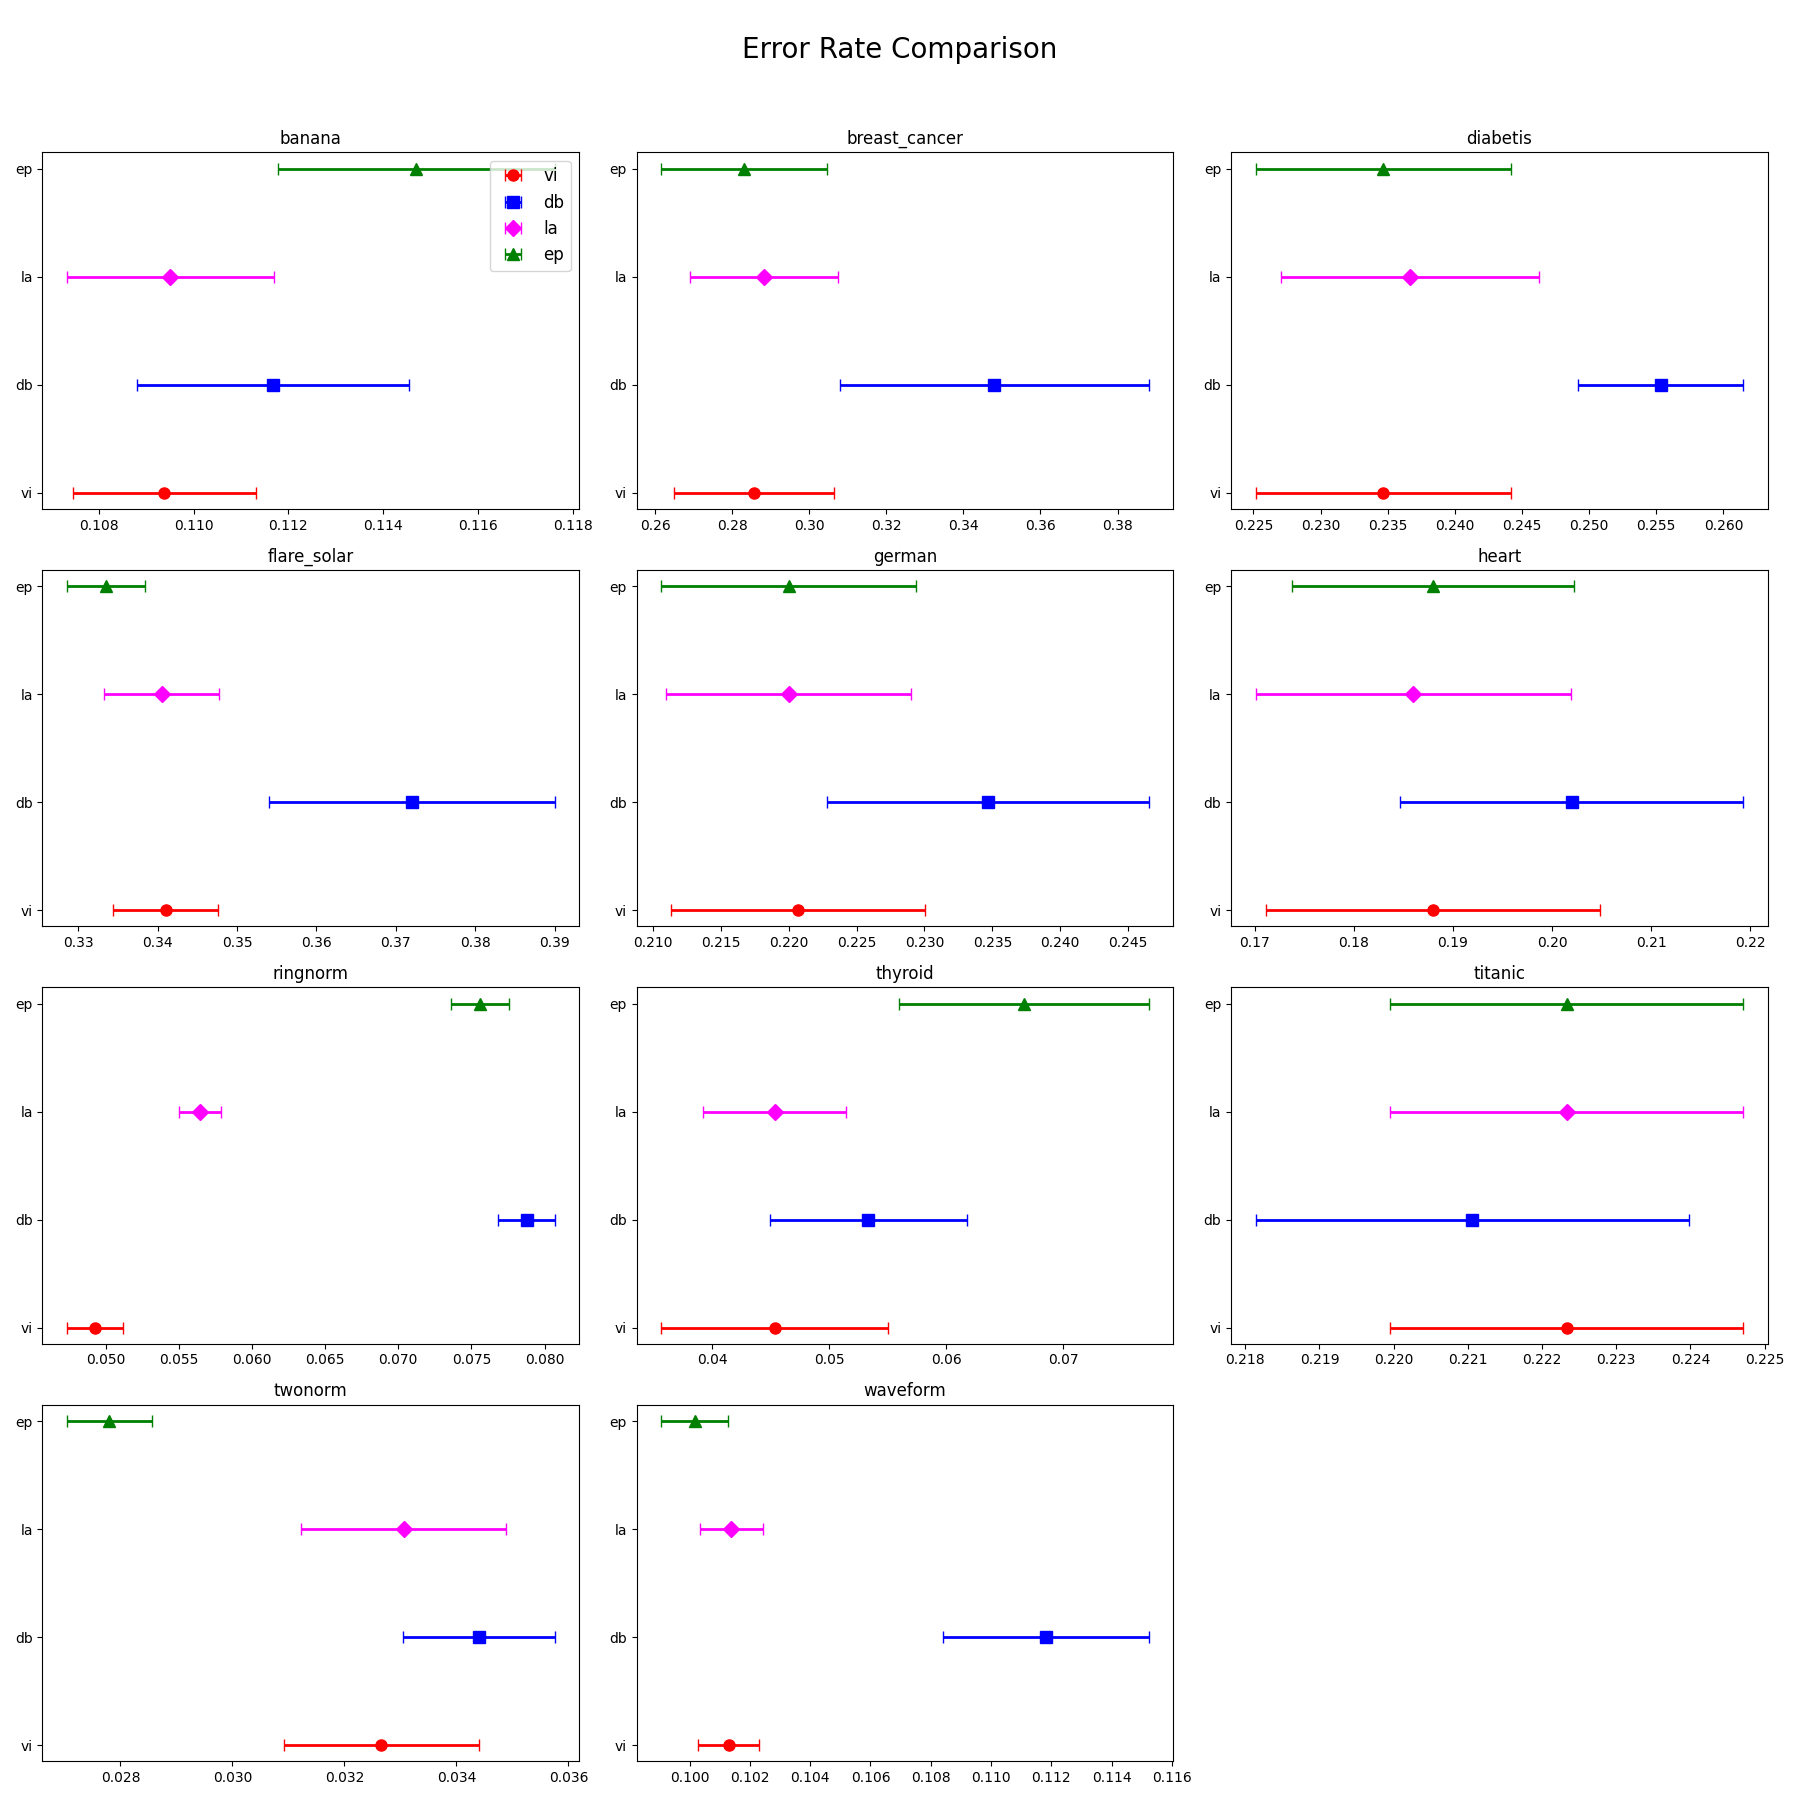 Error Rate Comparison
banana
ep
la
db
vi
vi
db
la
ep
0.108 0.110 0.112 0.114 0.116 0.118
breast_cancer
ep
la
db
vi
0.26 0.28 0.30 0.32 0.34 0.36 0.38
diabetis
ep
la
db
vi
0.225 0.230 0.235 0.240 0.245 0.250 0.255 0.260
flare_solar
ep
la
db
vi
0.33 0.34 0.35 0.36 0.37 0.38 0.39
german
ep
la
db
vi
0.210 0.215 0.220 0.225 0.230 0.235 0.240 0.245
heart
ep
la
db
vi
0.17 0.18 0.19 0.20 0.21 0.22
ringnorm
ep
la
db
vi
0.050 0.055 0.060 0.065 0.070 0.075 0.080
thyroid
ep
la
db
vi
0.04 0.05 0.06 0.07
titanic
ep
la
db
vi
0.218 0.219 0.220 0.221 0.222 0.223 0.224 0.225
twonorm
ep
la
db
vi
0.028 0.030 0.032 0.034 0.036
waveform
ep
la
db
vi
0.100 0.102 0.104 0.106 0.108 0.110 0.112 0.114 0.116